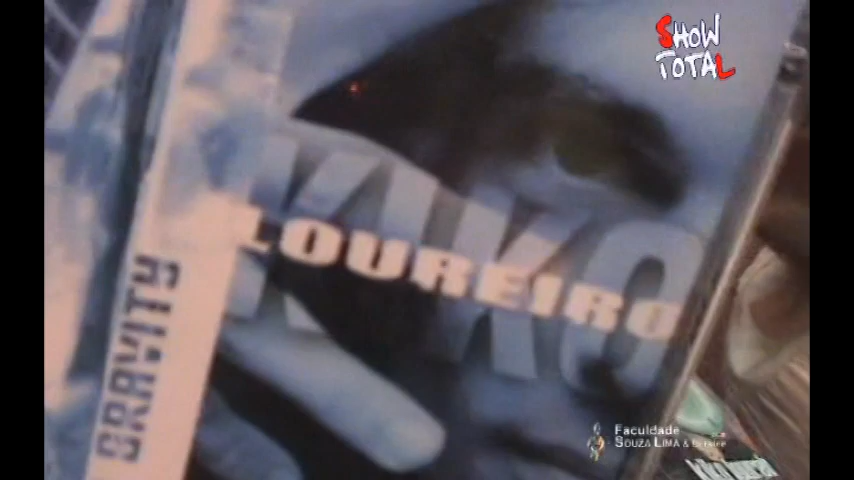 SHOW
TOTAL
KIKO
LOUREIRO
GRAVITY
Faculdade
SOUZA LIMA &